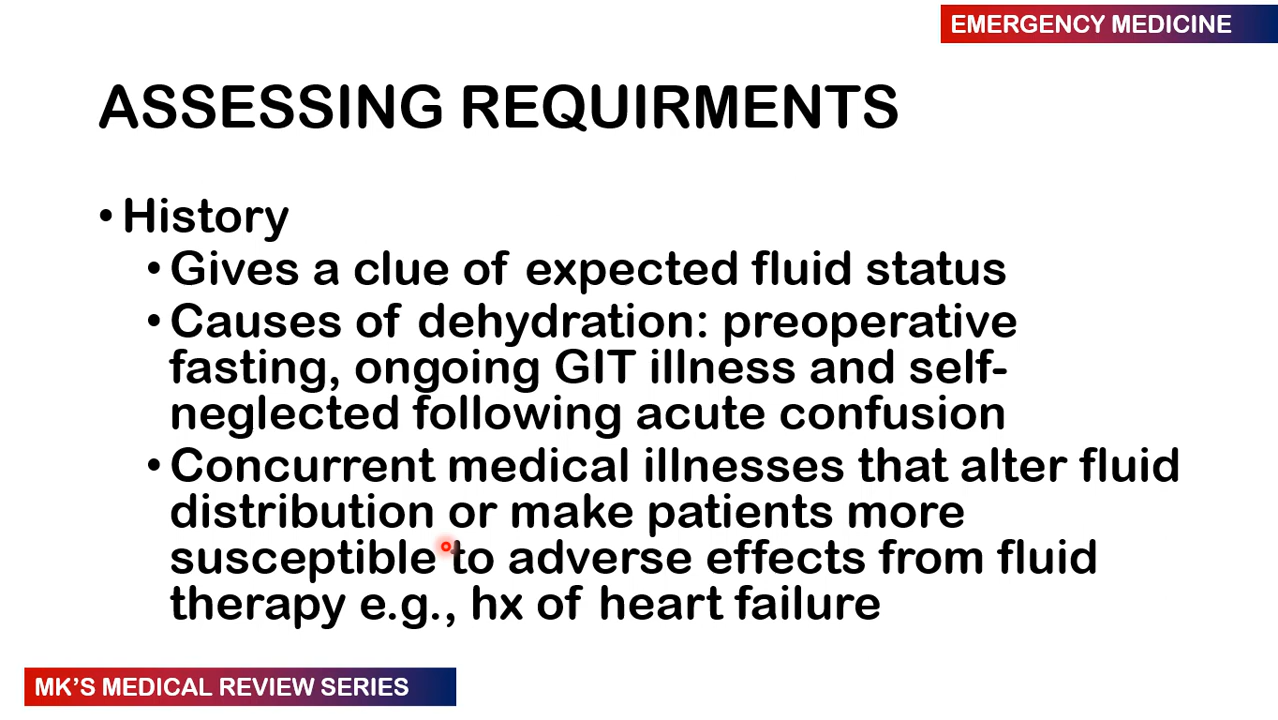 EMERGENCY MEDICINE
ASSESSING REQUIRMENTS
• History
• Gives a clue of expected fluid status
• Causes of dehydration: preoperative
fasting, ongoing GIT illness and self-
neglected following acute confusion
• Concurrent medical illnesses that alter fluid
distribution or make patients more
susceptible to adverse effects from fluid
therapy e.g., hx of heart failure
MK'S MEDICAL REVIEW SERIES